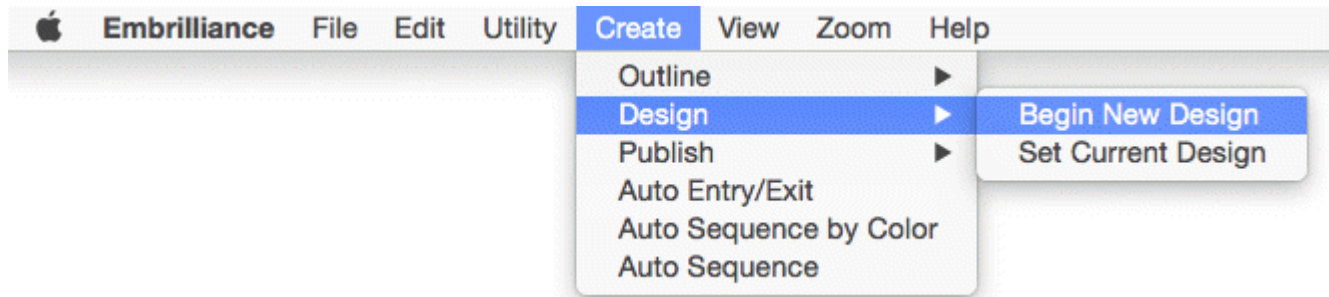 Embrilliance File Edit Utility Create View Zoom Help
Outline
Design Begin New Design
Publish Set Current Design
Auto Entry/Exit
Auto Sequence by Color
Auto Sequence